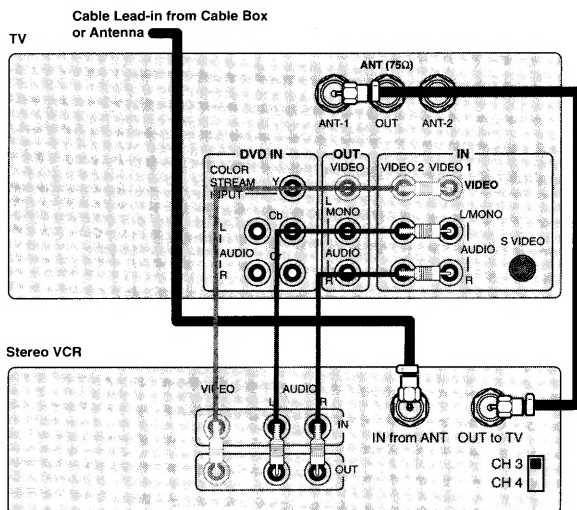 Cable Lead-in from Cable Box
or Antenna
TV
ANT (75Ω)
ANT-1 OUT ANT-2
DVD IN OUT IN
COLOR
STREAM
INPUT
Y
VIDEO
VIDEO 2 VIDEO 1
VIDEO
Cb
L
MONO
L/MONO
L
AUDIO
R
Cr
AUDIO
R
AUDIO
R
S VIDEO
Stereo VCR
VIDEO AUDIO
L R
IN
OUT
IN from ANT OUT to TV
CH 3
CH 4